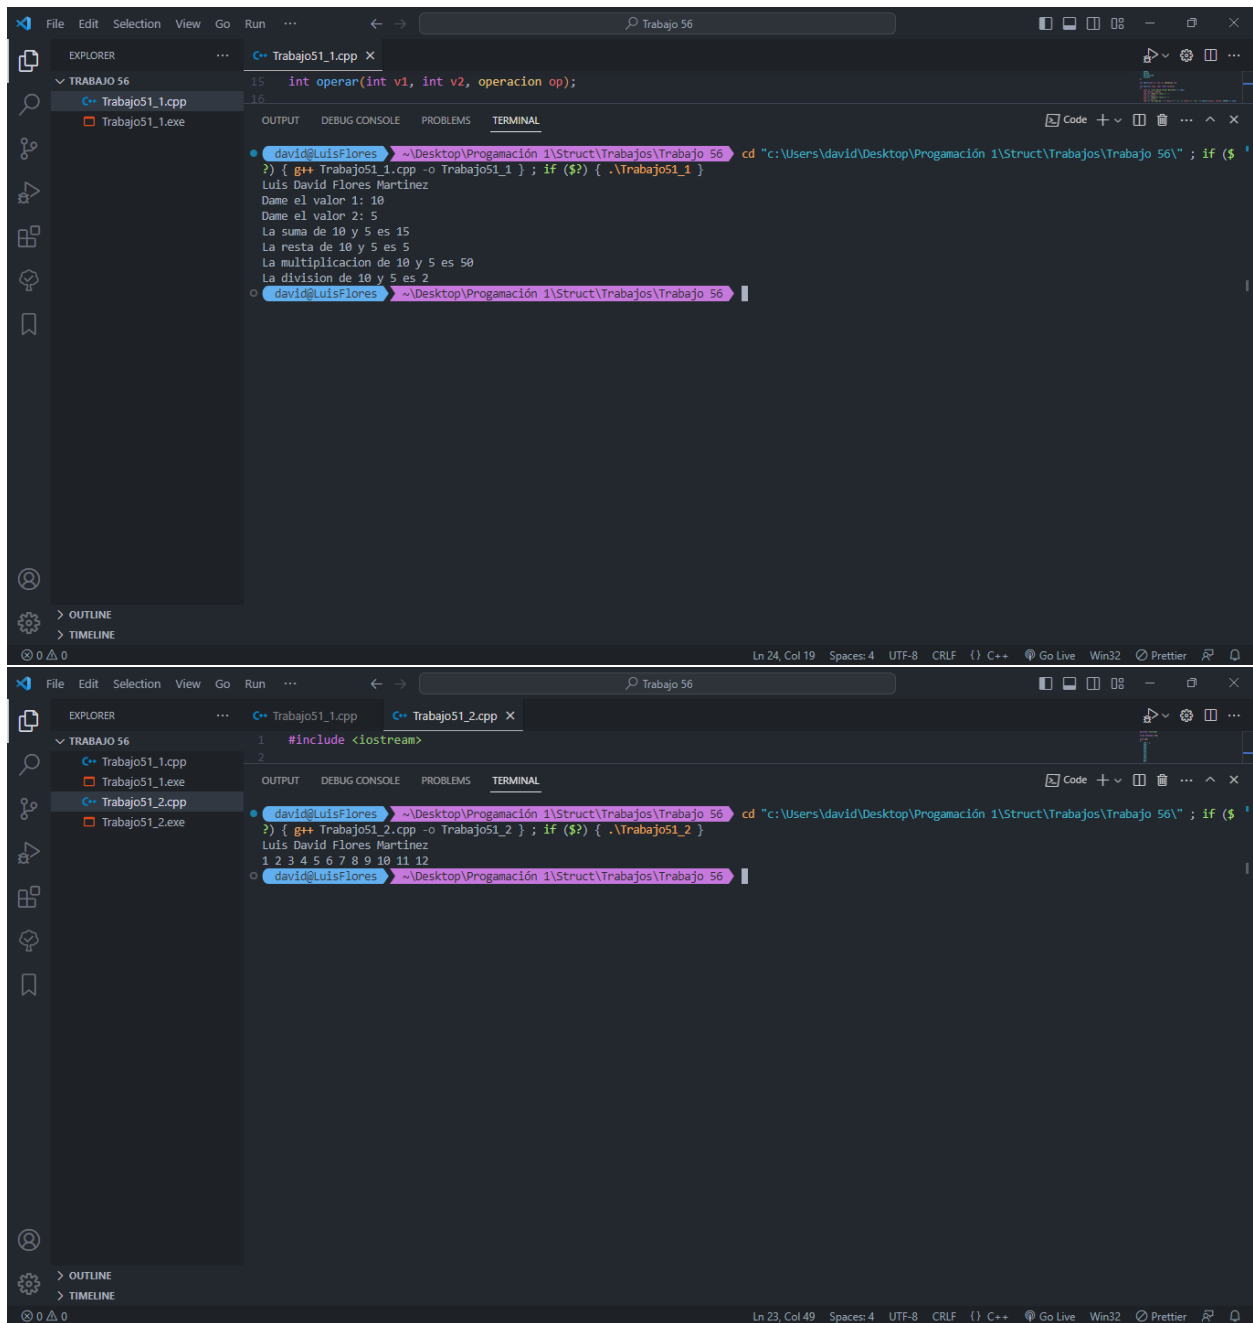 File Edit Selection View Go Run ··· Trabajo 56
EXPLORER ··· Trabajo51_1.cpp
TRABAJO 56
15 int operar(int v1, int v2, operacion op);
Trabajo51_1.cpp
16
Trabajo51_1.exe
OUTPUT DEBUG CONSOLE PROBLEMS TERMINAL Code
david@LuisFlores ~\Desktop\Progamación 1\Struct\Trabajos\Trabajo 56 cd "c:\Users\david\Desktop\Progamación 1\Struct\Trabajos\Trabajo 56\" ; if ($
?) { g++ Trabajo51_1.cpp -o Trabajo51_1 } ; if ($?) { .\Trabajo51_1 }
Luis David Flores Martinez
Dame el valor 1: 10
Dame el valor 2: 5
La suma de 10 y 5 es 15
La resta de 10 y 5 es 5
La multiplicacion de 10 y 5 es 50
La division de 10 y 5 es 2
david@LuisFlores ~\Desktop\Progamación 1\Struct\Trabajos\Trabajo 56
OUTLINE
TIMELINE
0 0 Ln 24, Col 19 Spaces: 4 UTF-8 CRLF {} C++ Go Live Win32 Prettier
File Edit Selection View Go Run ··· Trabajo 56
EXPLORER ··· Trabajo51_1.cpp Trabajo51_2.cpp
TRABAJO 56
1 #include <iostream>
Trabajo51_1.cpp
2
Trabajo51_1.exe
OUTPUT DEBUG CONSOLE PROBLEMS TERMINAL Code
Trabajo51_2.cpp
Trabajo51_2.exe
david@LuisFlores ~\Desktop\Progamación 1\Struct\Trabajos\Trabajo 56 cd "c:\Users\david\Desktop\Progamación 1\Struct\Trabajos\Trabajo 56\" ; if ($
?) { g++ Trabajo51_2.cpp -o Trabajo51_2 } ; if ($?) { .\Trabajo51_2 }
Luis David Flores Martinez
1 2 3 4 5 6 7 8 9 10 11 12
david@LuisFlores ~\Desktop\Progamación 1\Struct\Trabajos\Trabajo 56
OUTLINE
TIMELINE
0 0 Ln 23, Col 49 Spaces: 4 UTF-8 CRLF {} C++ Go Live Win32 Prettier